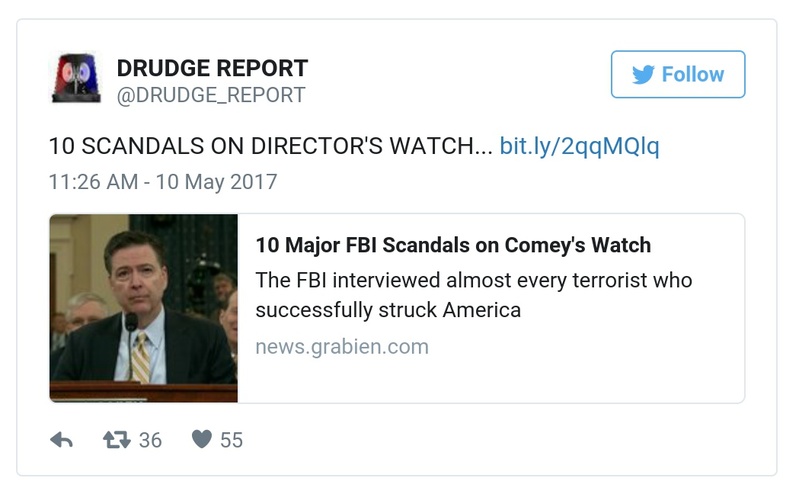 DRUDGE REPORT
@DRUDGE_REPORT
Follow
10 SCANDALS ON DIRECTOR'S WATCH... bit.ly/2qqMQlq
11:26 AM - 10 May 2017
10 Major FBI Scandals on Comey's Watch
The FBI interviewed almost every terrorist who
successfully struck America
news.grabien.com
36
55